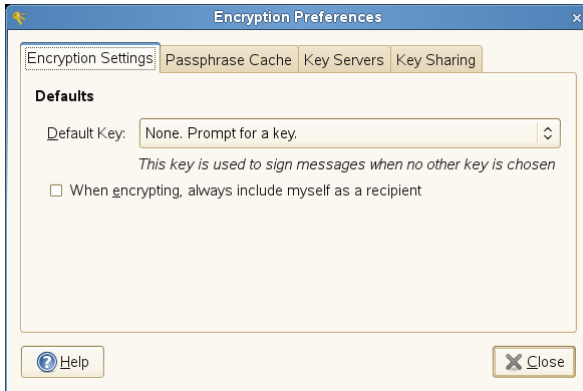 Encryption Preferences
Encryption Settings Passphrase Cache Key Servers Key Sharing
Defaults
Default Key: None. Prompt for a key.
This key is used to sign messages when no other key is chosen
When encrypting, always include myself as a recipient
Help Close